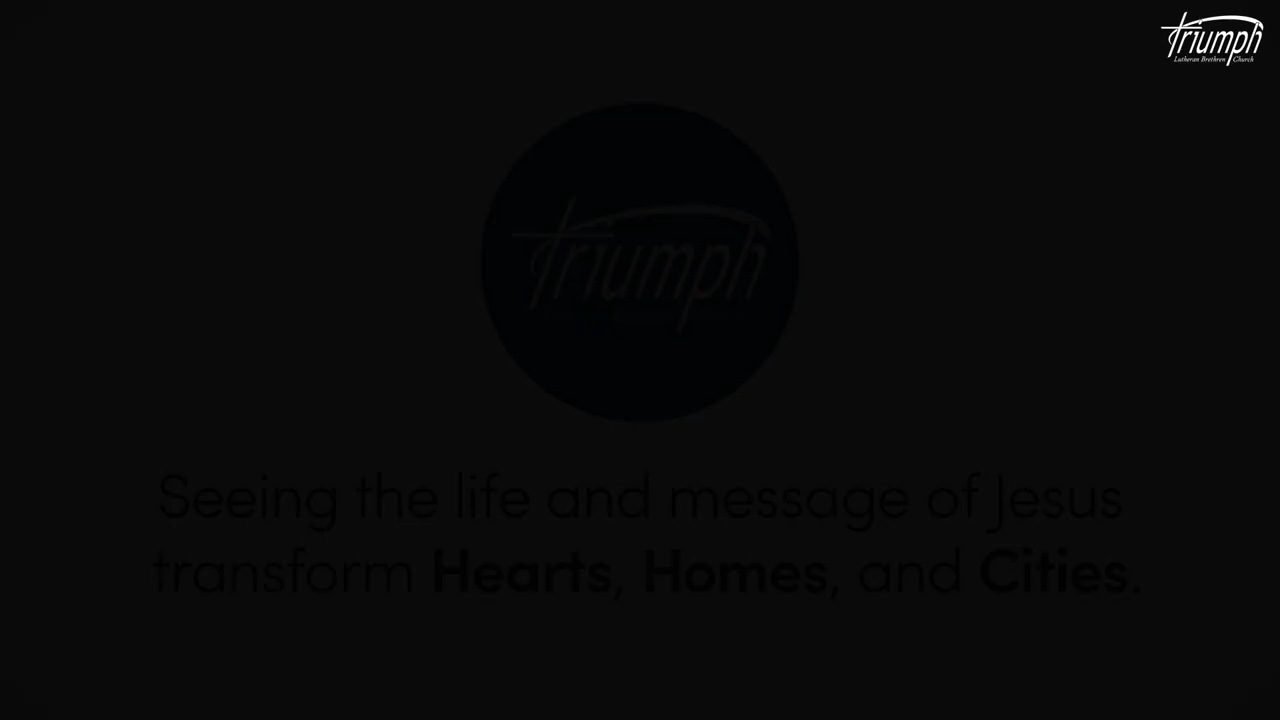 triumph
Lutheran Brethren Church
triumph
Seeing the life and message of Jesus
transform Hearts, Homes, and Cities.